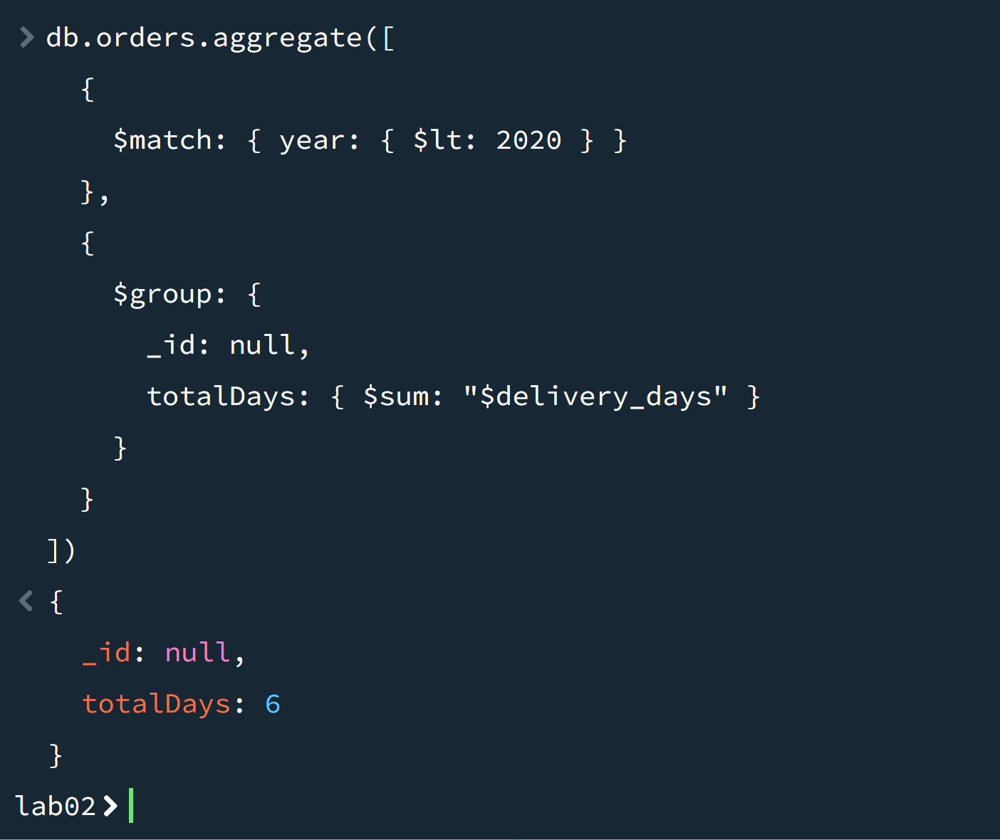 > db.orders.aggregate([
{
$match: { year: { $lt: 2020 } }
},
{
$group: {
_id: null,
totalDays: { $sum: "$delivery_days" }
}
}
])
< {
_id: null,
totalDays: 6
}
lab02>